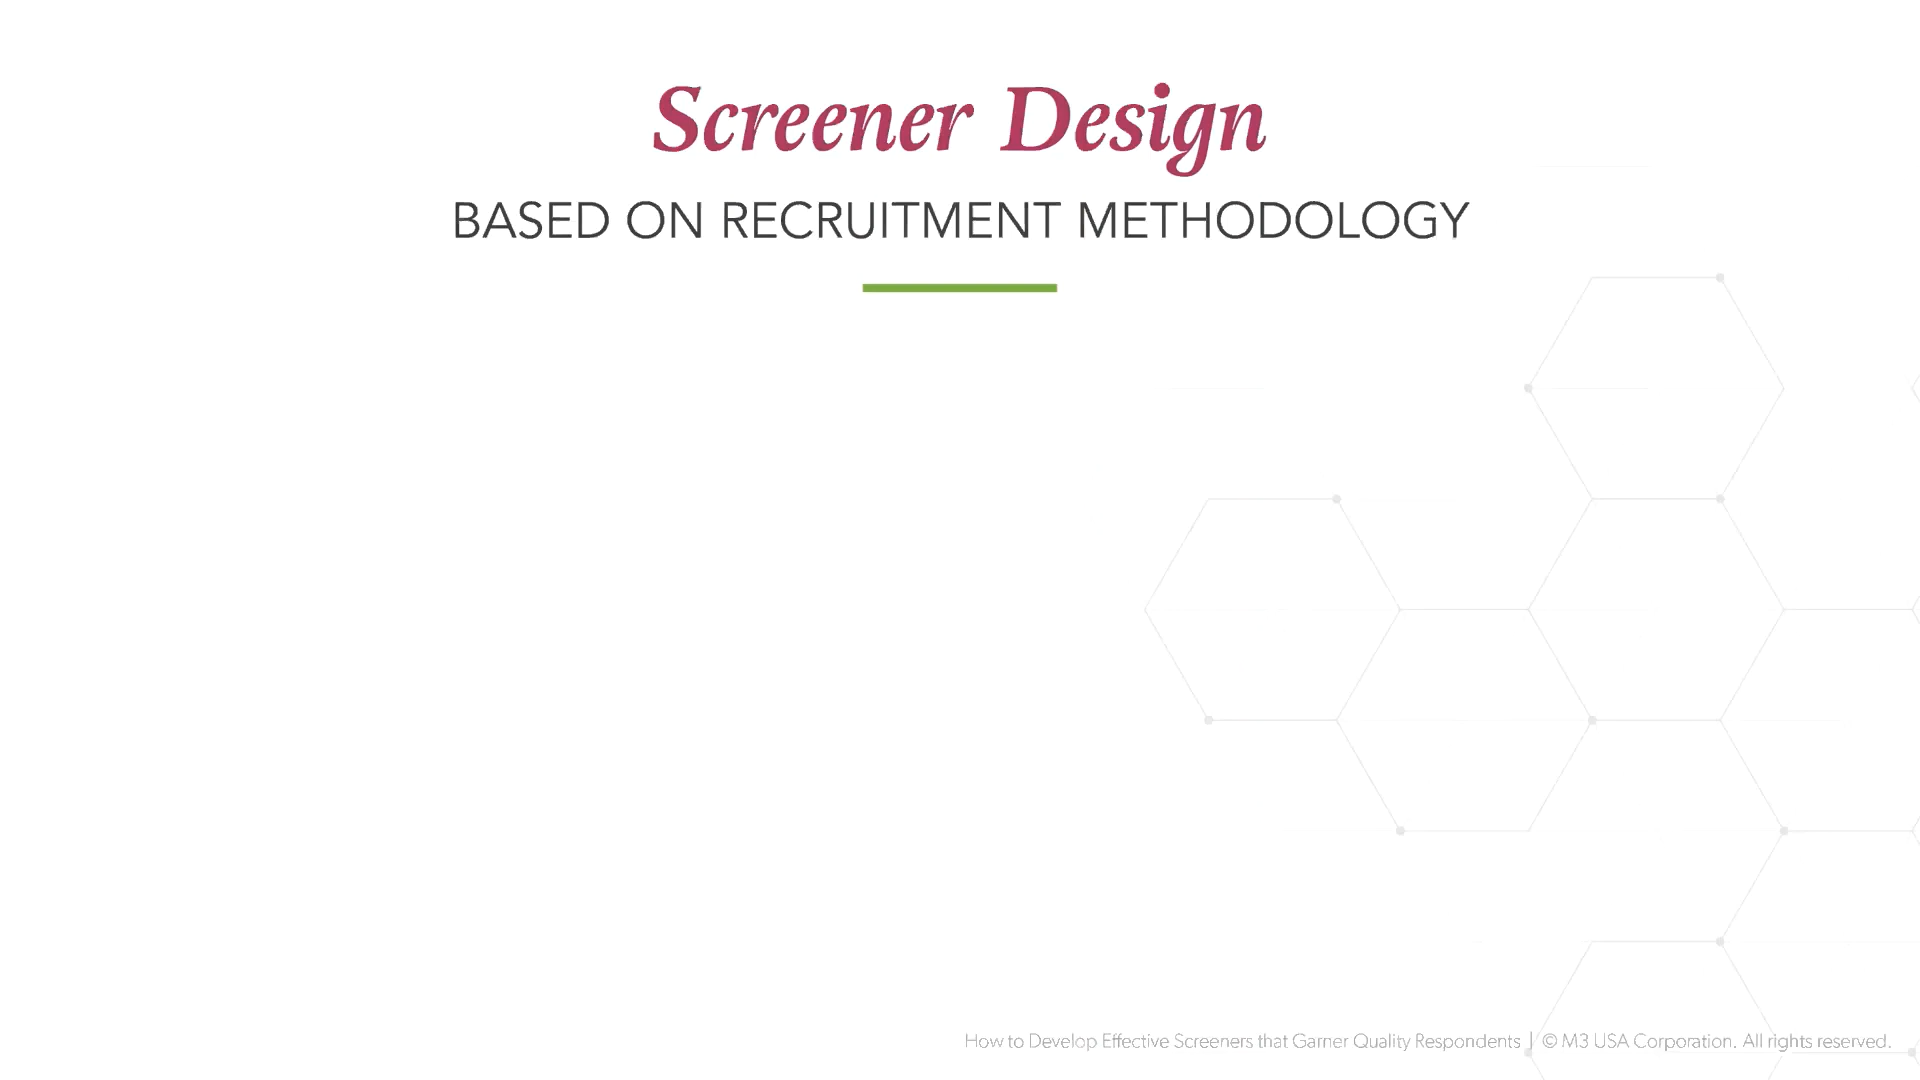 Screener Design
BASED ON RECRUITMENT METHODOLOGY
How to Develop Effective Screeners that Garner Quality Respondents | © M3 USA Corporation. All rights reserved.